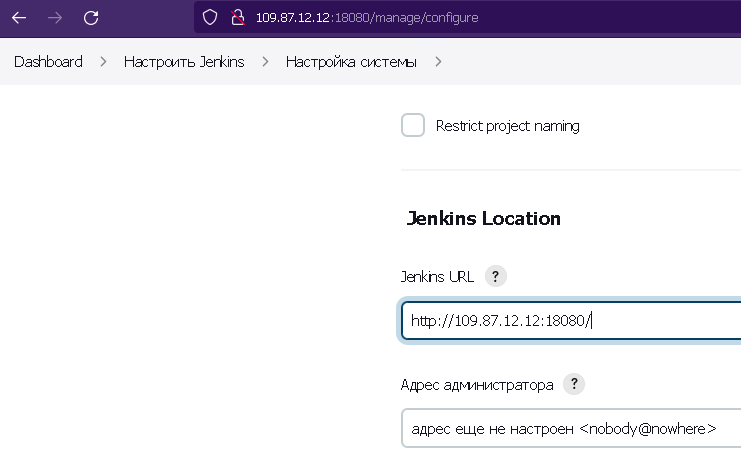 109.87.12.12:18080/manage/configure
Dashboard > Настроить Jenkins > Настройка системы >
Restrict project naming
Jenkins Location
Jenkins URL ?
http://109.87.12.12:18080/
Адрес администратора ?
адрес еще не настроен <nobody@nowhere>